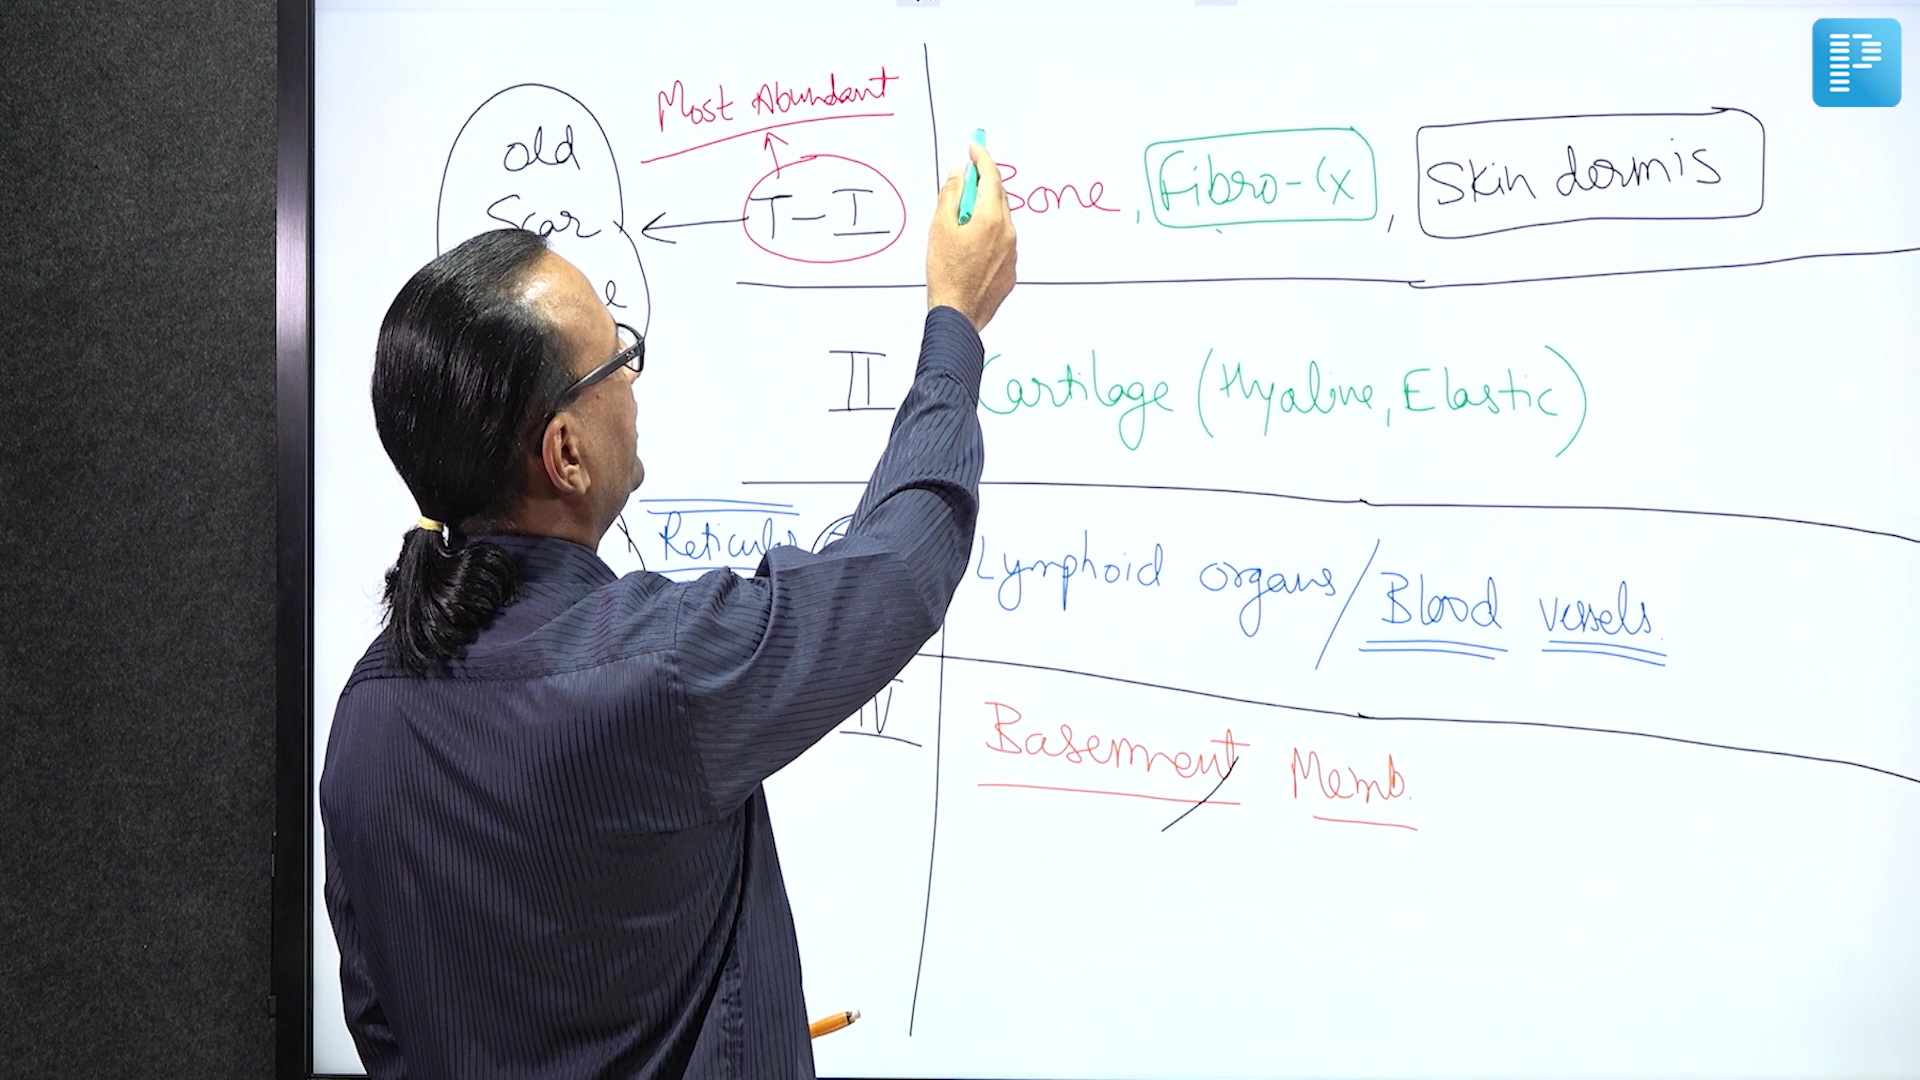 Most Abundant
old
Scar
T-I
Bone, Fibro-Cx, Skin dermis
II
Cartilage (Hyaline, Elastic)
Reticular
Lymphoid organs/Blood vessels.
IV
Basement Memb.